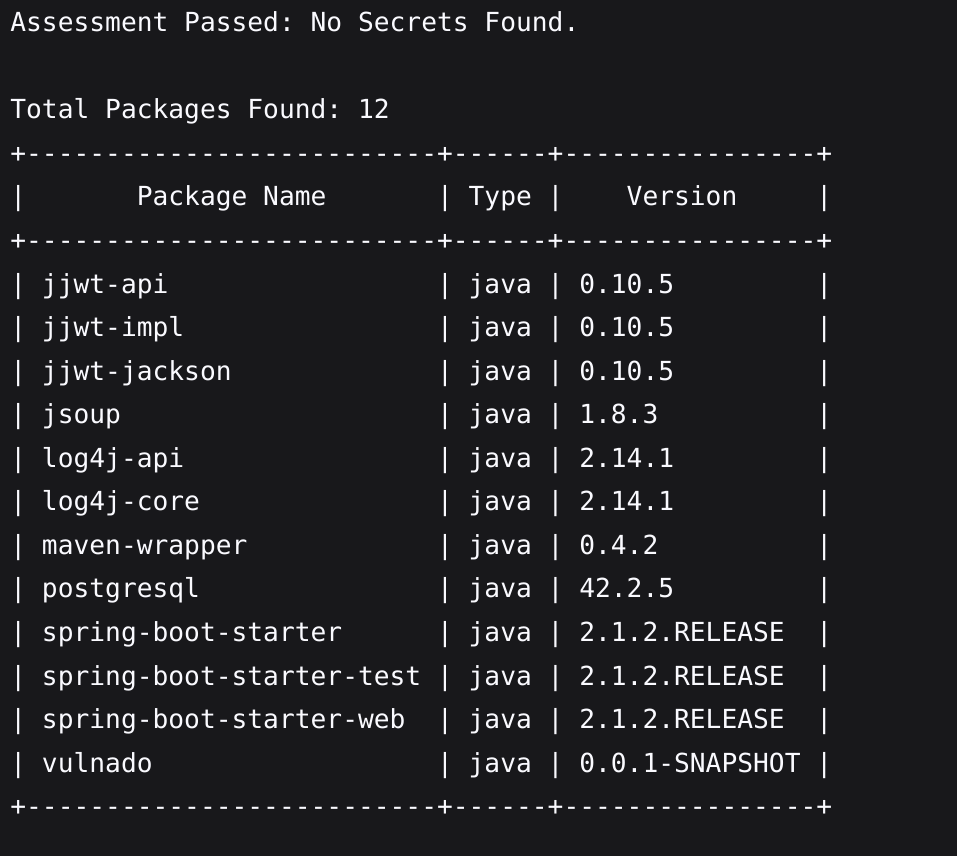 Assessment Passed: No Secrets Found.
Total Packages Found: 12
+--------------------------+------+----------------+
|       Package Name       | Type |    Version     |
+--------------------------+------+----------------+
| jjwt-api                 | java | 0.10.5         |
| jjwt-impl                | java | 0.10.5         |
| jjwt-jackson             | java | 0.10.5         |
| jsoup                    | java | 1.8.3          |
| log4j-api                | java | 2.14.1         |
| log4j-core               | java | 2.14.1         |
| maven-wrapper            | java | 0.4.2          |
| postgresql               | java | 42.2.5         |
| spring-boot-starter      | java | 2.1.2.RELEASE  |
| spring-boot-starter-test | java | 2.1.2.RELEASE  |
| spring-boot-starter-web  | java | 2.1.2.RELEASE  |
| vulnado                  | java | 0.0.1-SNAPSHOT |
+--------------------------+------+----------------+